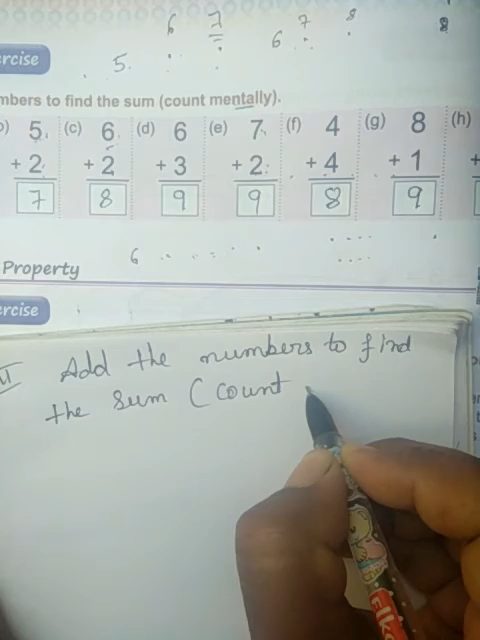 6 7 7 8 8
5. 6
ercise
mbers to find the sum (count mentally).
) 5 (c) 6 (d) 6 (e) 7 (f) 4 (g) 8 (h)
+ 2 + 2 + 3 + 2 + 4 + 1 +
7 8 9 9 8 9
6
Property
ercise
Add the numbers to find
the sum ( count
Elko